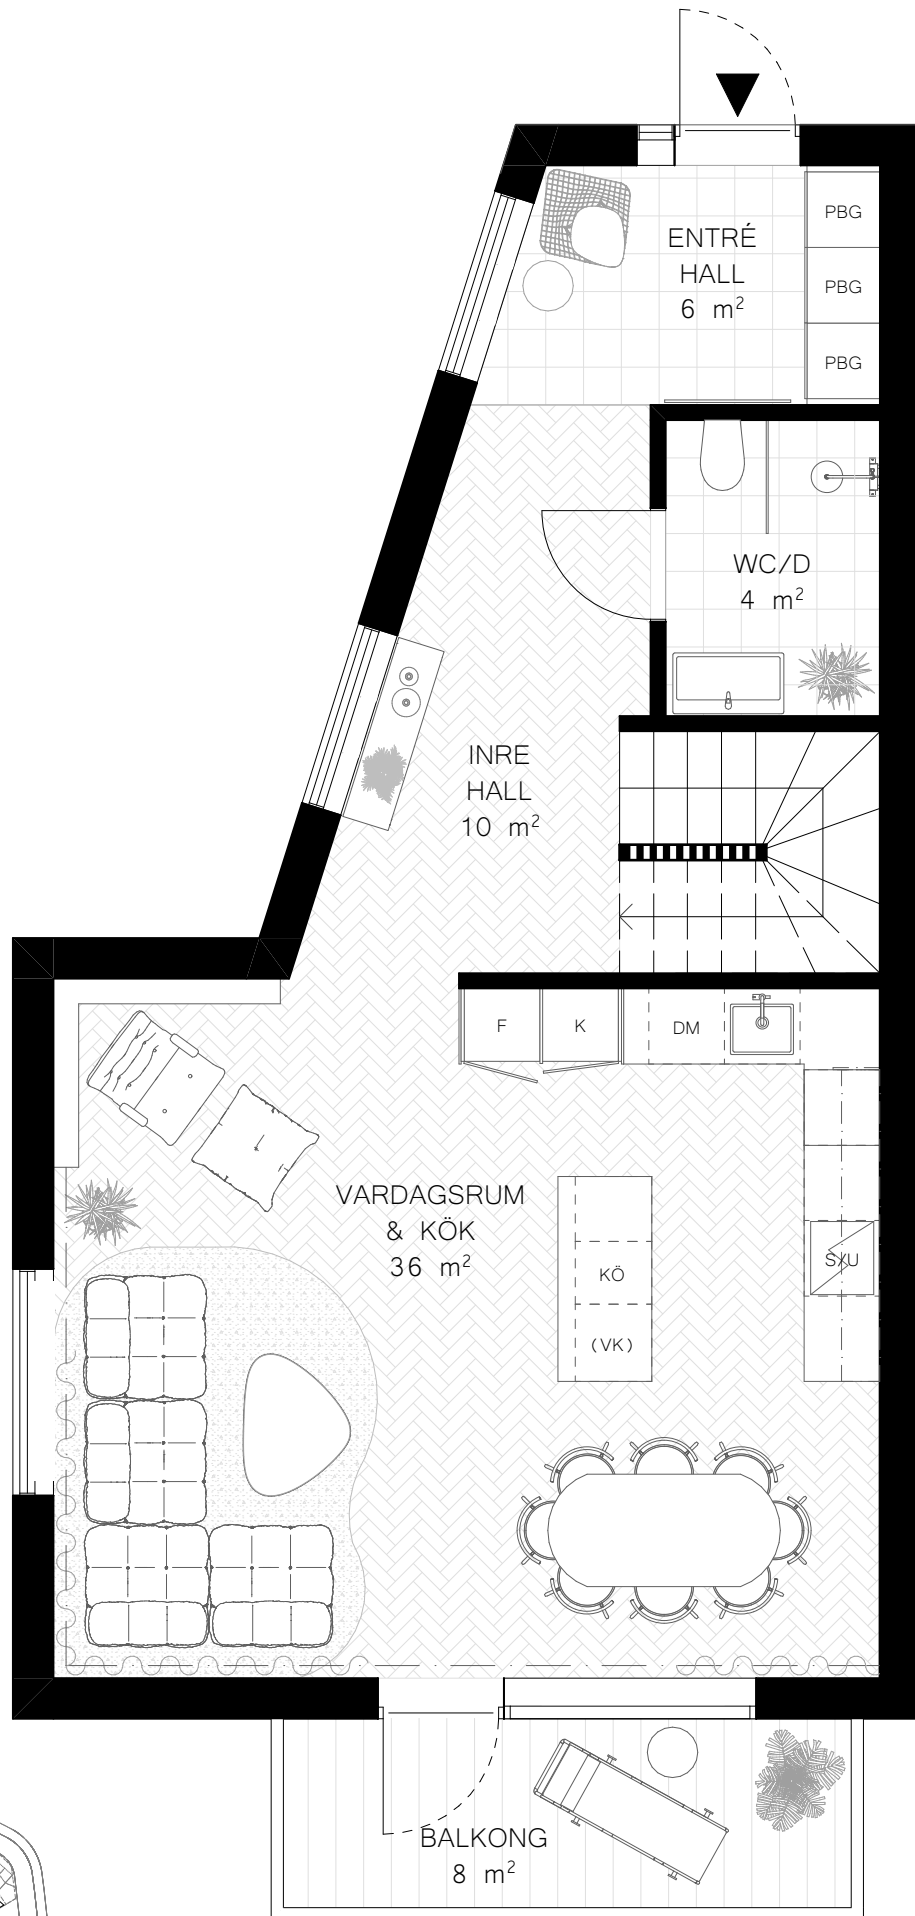 PBG
ENTRÉ
HALL
6 m²
PBG
PBG
WC/D
4 m²
INRE
HALL
10 m²
F
K
DM
VARDAGSRUM
& KÖK
36 m²
S/U
KÖ
(VK)
BALKONG
8 m²